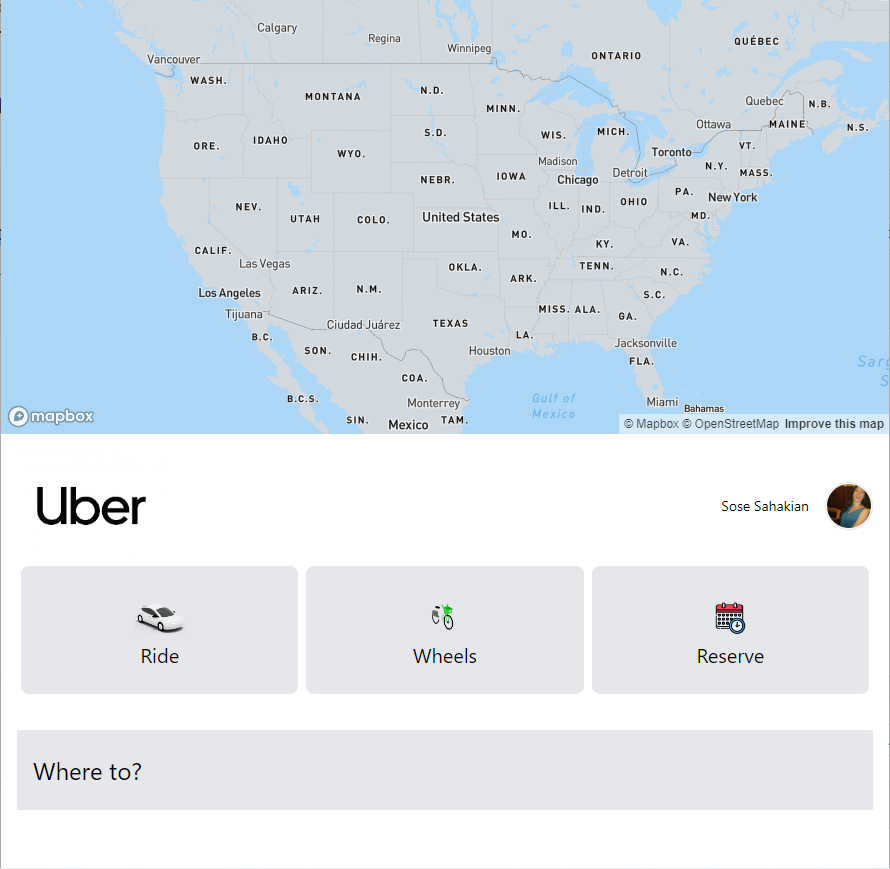 Calgary
Regina
Winnipeg
Vancouver
ONTARIO
QUÉBEC
WASH.
MONTANA
N.D.
MINN.
Quebec
N.B.
Ottawa
MAINE
N.S.
ORE.
IDAHO
WYO.
S.D.
WIS.
MICH.
Toronto
VT.
Madison
N.Y.
MASS.
NEBR.
IOWA
Chicago
Detroit
PA.
New York
NEV.
UTAH
COLO.
United States
ILL.
IND.
OHIO
MD.
MO.
KY.
VA.
CALIF.
Las Vegas
OKLA.
ARK.
TENN.
N.C.
Los Angeles
ARIZ.
N.M.
S.C.
Tijuana
Ciudad Juárez
TEXAS
MISS.
ALA.
GA.
B.C.
SON.
CHIH.
Houston
LA.
Jacksonville
FLA.
COA.
B.C.S.
Monterrey
Gulf of
Mexico
Miami
Bahamas
SIN.
Mexico
TAM.
mapbox
© Mapbox © OpenStreetMap Improve this map
Uber
Sose Sahakian
Ride
Wheels
Reserve
Where to?